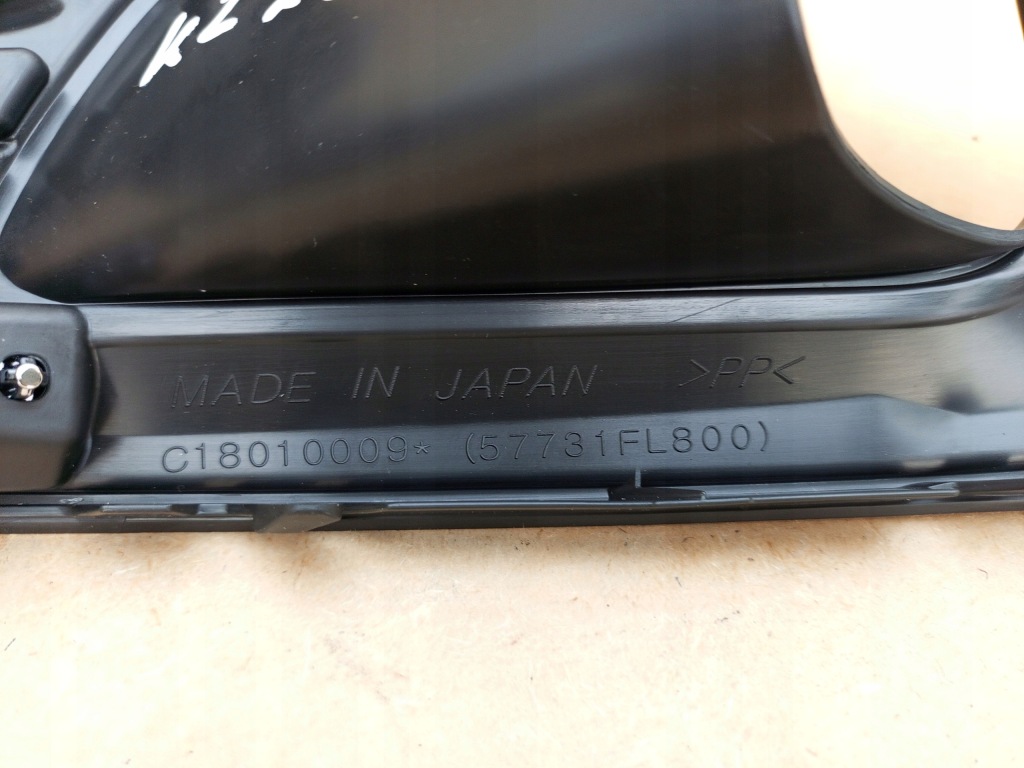 MADE IN JAPAN >PP<
C18010009* (57731FL800)